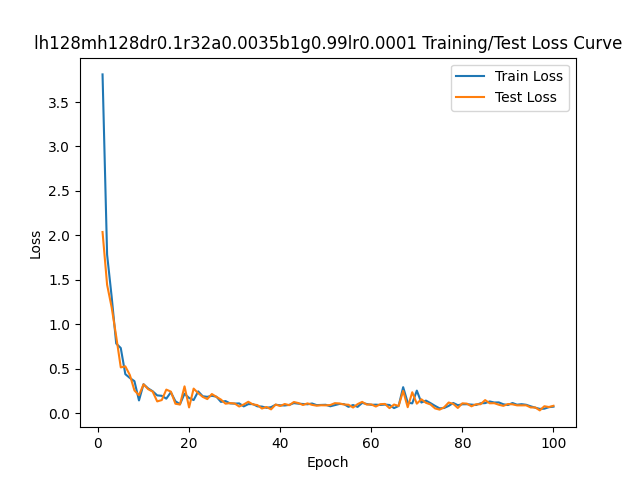 lh128mh128dr0.1r32a0.0035b1g0.99lr0.0001 Training/Test Loss Curve
Train Loss
Test Loss
3.5
3.0
2.5
2.0
1.5
1.0
0.5
0.0
Loss
0 20 40 60 80 100
Epoch